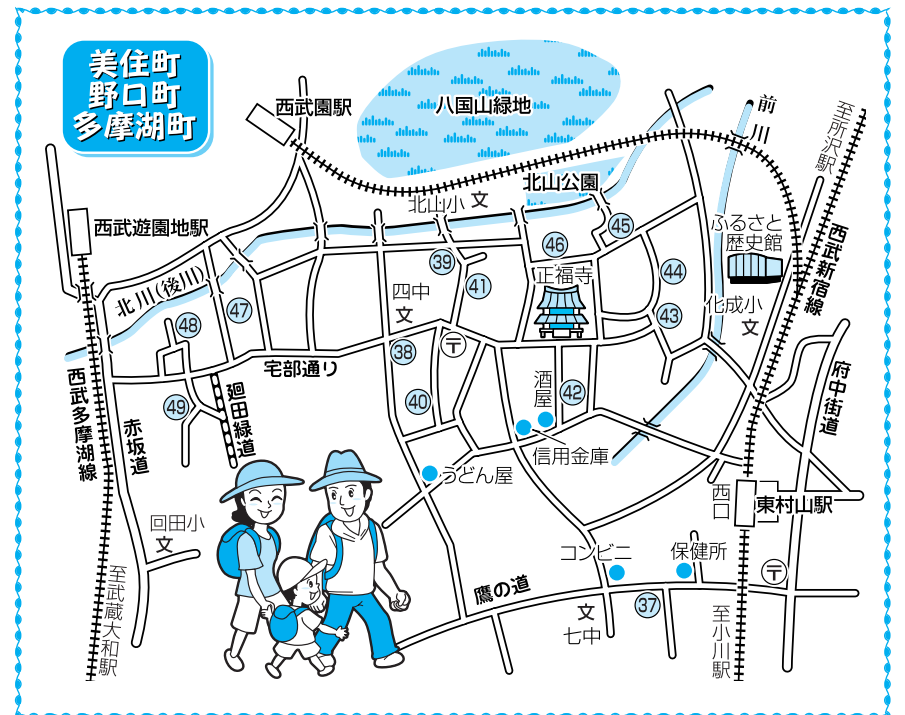 美住町
野口町
多摩湖町
西武園駅
八国山緑地
前川
至所沢駅
北山公園
北山小
文
西武遊園地駅
45
ふるさと
歴史館
西武新宿線
46
39
41
正福寺
44
北川(後川)
四中
文
47
48
43
化成小
文
38
〒
宅部通り
西武多摩湖線
廻田緑道
酒屋
42
府中街道
40
49
赤坂道
信用金庫
うどん屋
西口
東村山駅
回田小
文
コンビニ
保健所
〒
至武蔵大和駅
鷹の道
文
七中
37
至小川駅